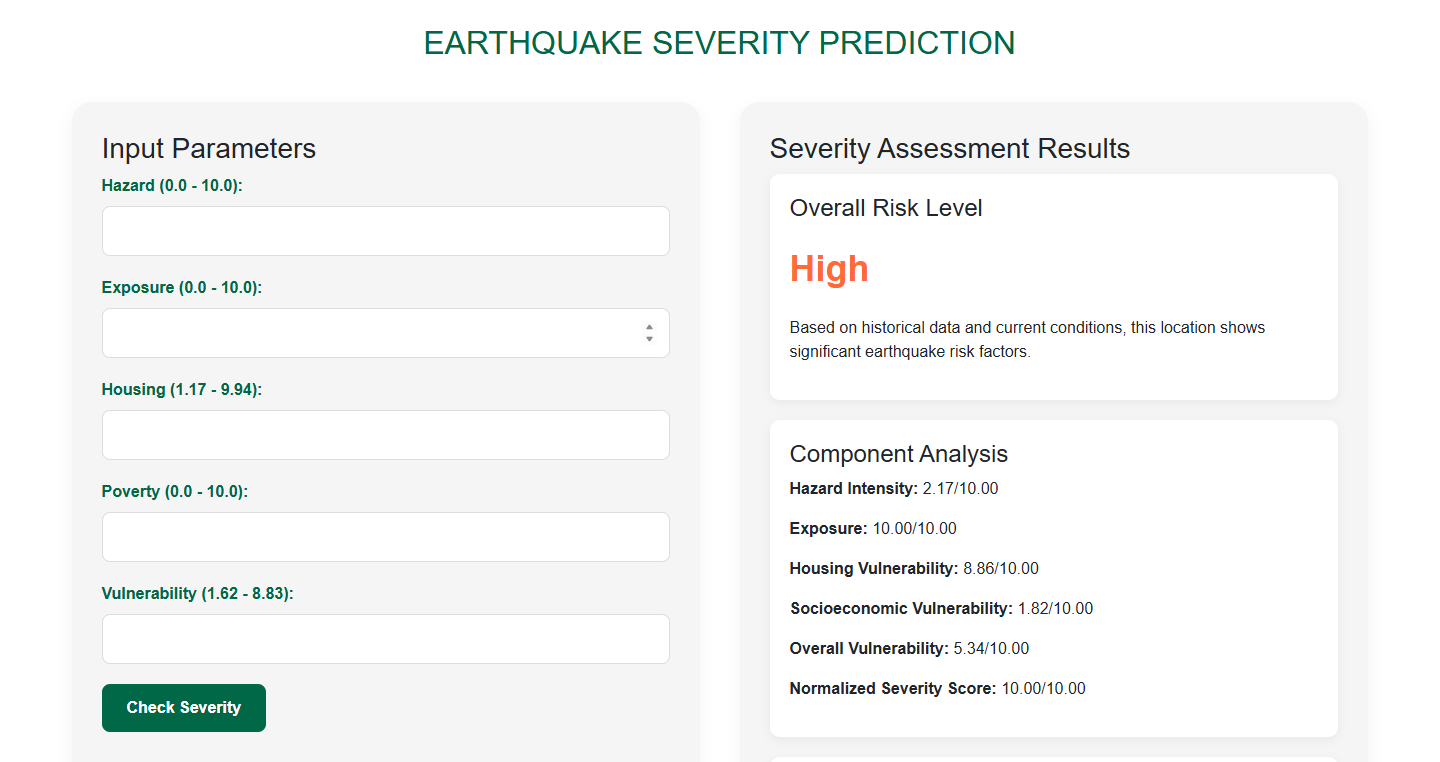 EARTHQUAKE SEVERITY PREDICTION
Input Parameters
Hazard (0.0 - 10.0):
Exposure (0.0 - 10.0):
Housing (1.17 - 9.94):
Poverty (0.0 - 10.0):
Vulnerability (1.62 - 8.83):
Check Severity
Severity Assessment Results
Overall Risk Level
High
Based on historical data and current conditions, this location shows
significant earthquake risk factors.
Component Analysis
Hazard Intensity: 2.17/10.00
Exposure: 10.00/10.00
Housing Vulnerability: 8.86/10.00
Socioeconomic Vulnerability: 1.82/10.00
Overall Vulnerability: 5.34/10.00
Normalized Severity Score: 10.00/10.00